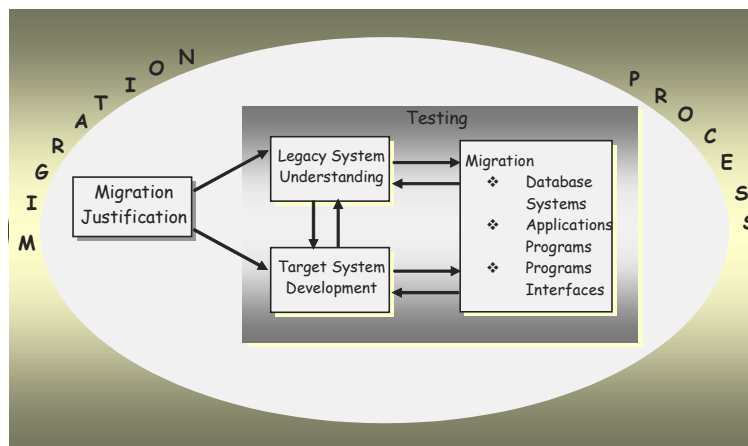 MIGRATION
PROCESS
Testing
Migration
Justification
Legacy System
Understanding
Target System
Development
Migration
❖ Database
Systems
❖ Applications
Programs
❖ Programs
Interfaces